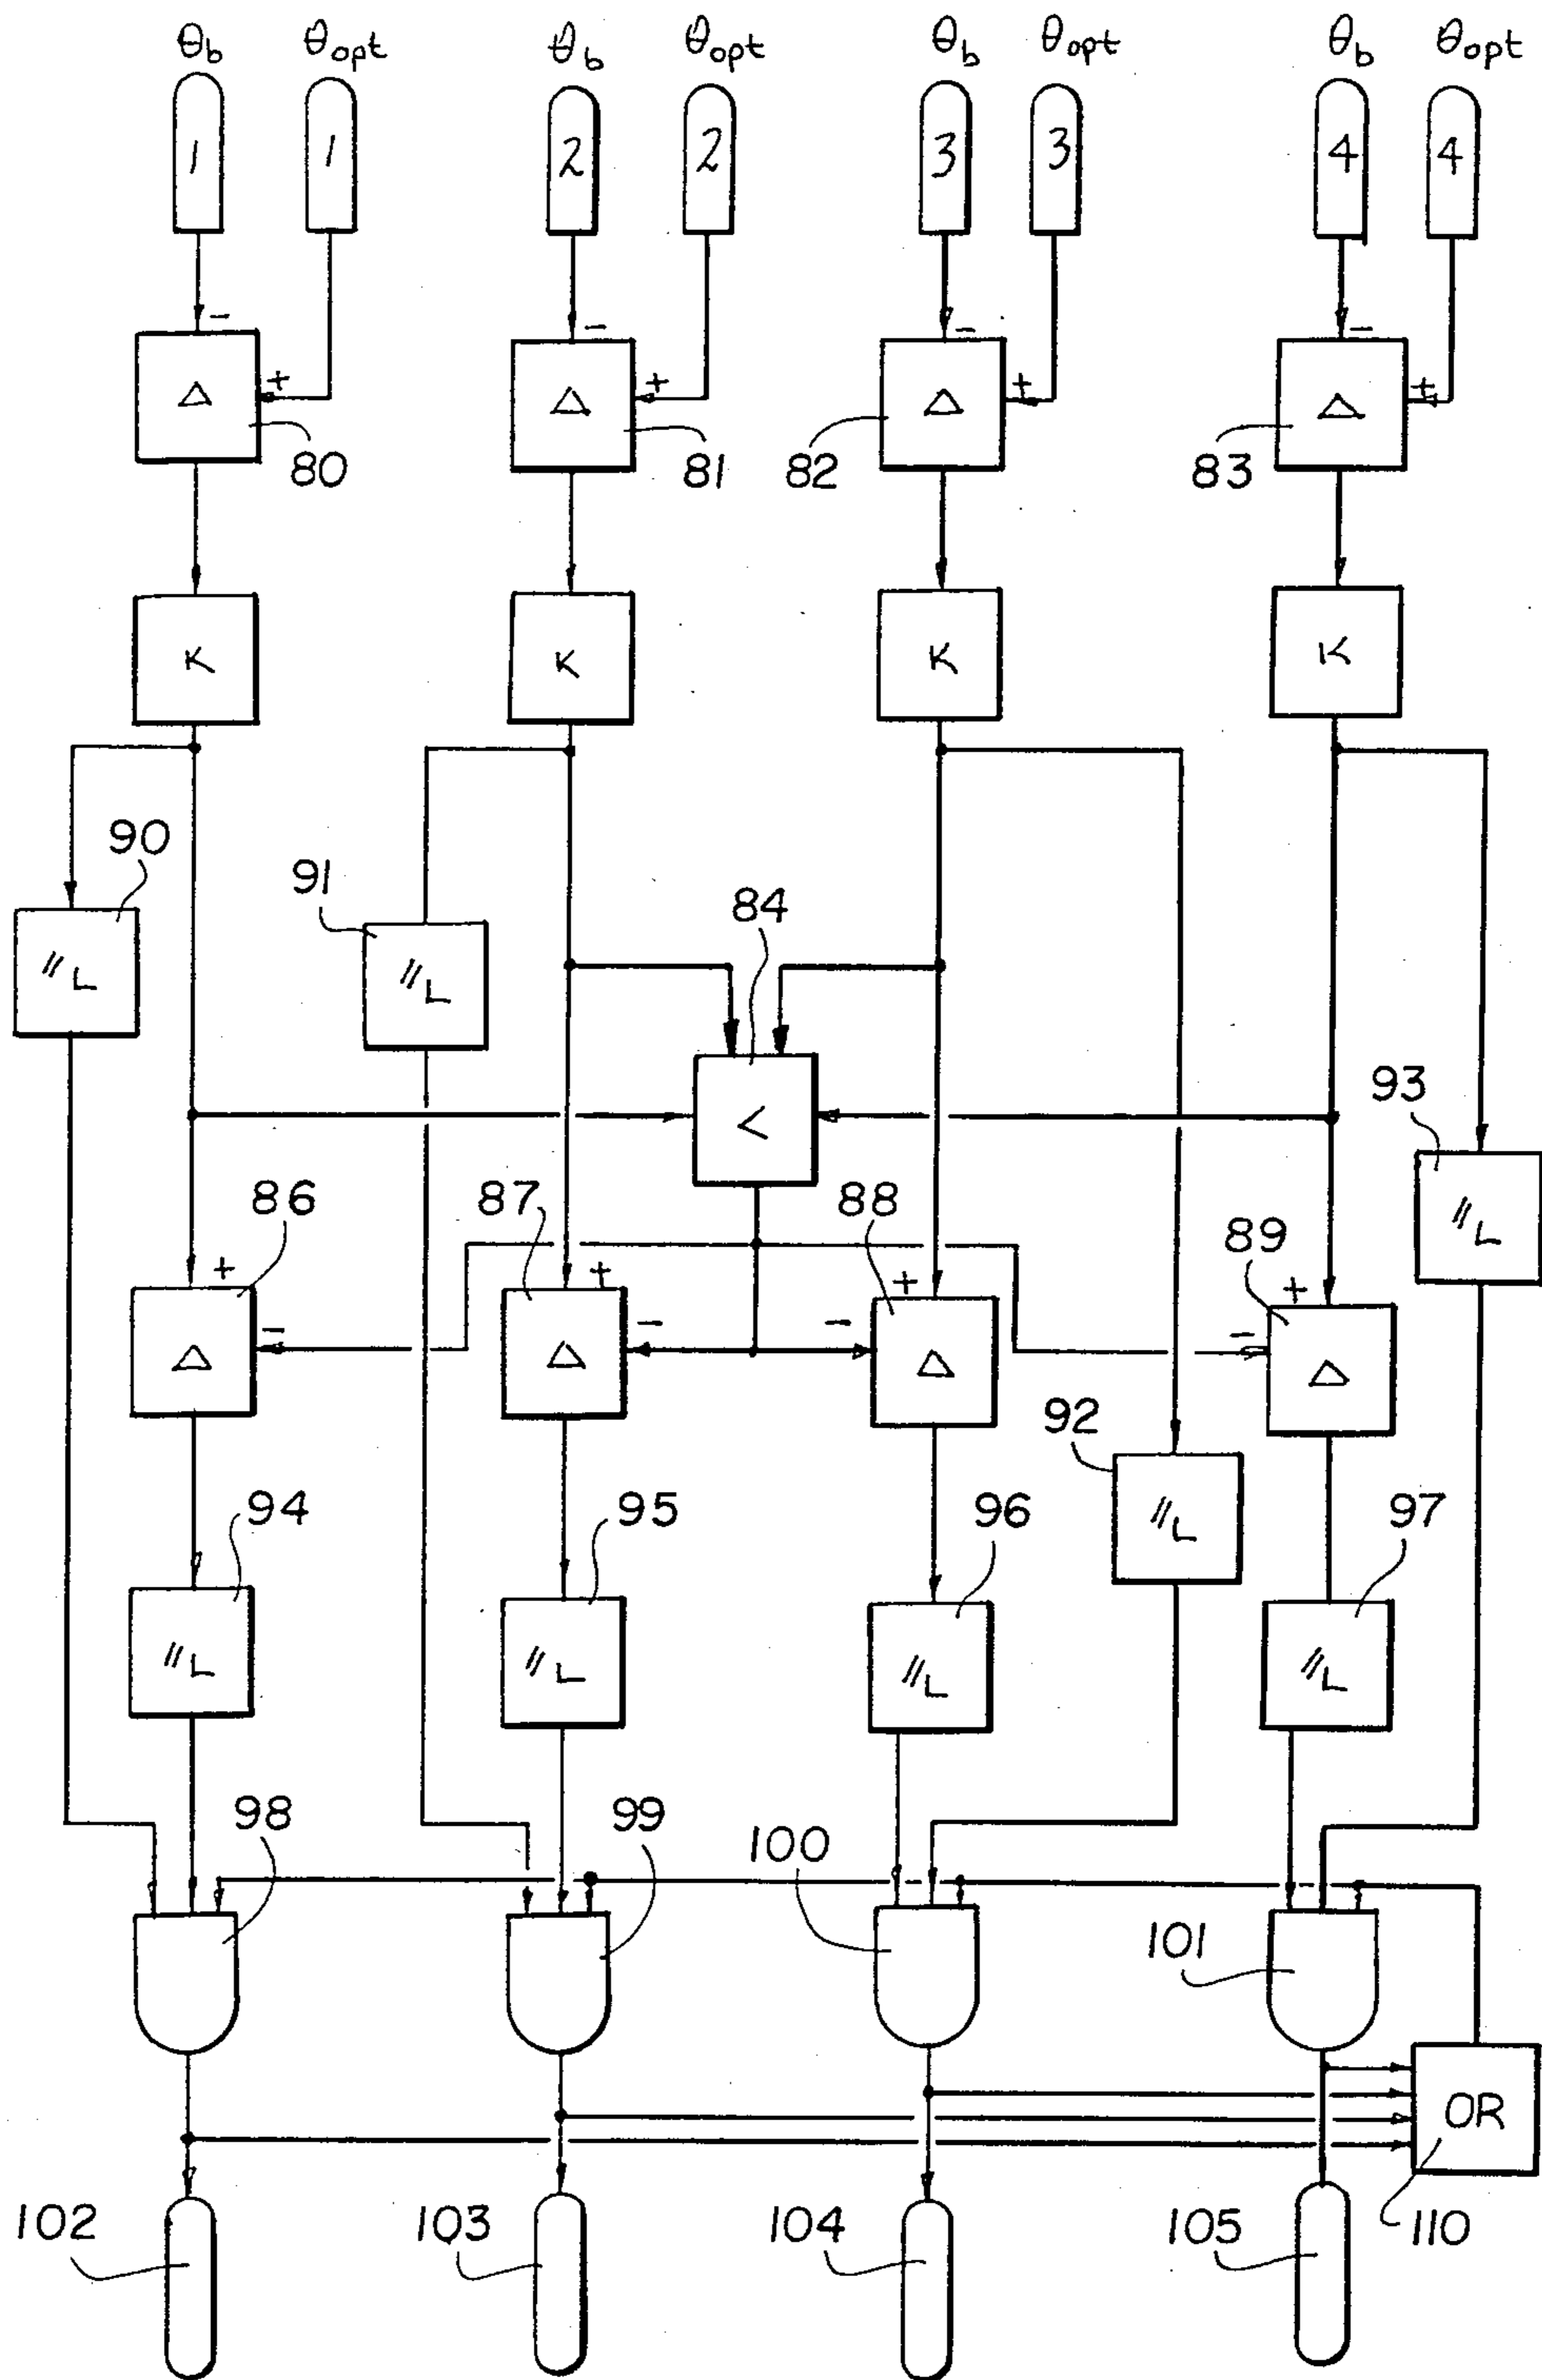 θb θopt θb θopt θb θopt θb θopt
1 1 2 2 3 3 4 4
- - - -
Δ + Δ + Δ + Δ +
80 81 82 83
K K K K
90
91
84
〃L 〃L
<
93
86 87 88
89
〃L
+ + + +
- - - -
Δ Δ Δ Δ
92
94 95 96 97
〃L
〃L 〃L 〃L 〃L
98 99 100
101
OR
102 103 104 105 110